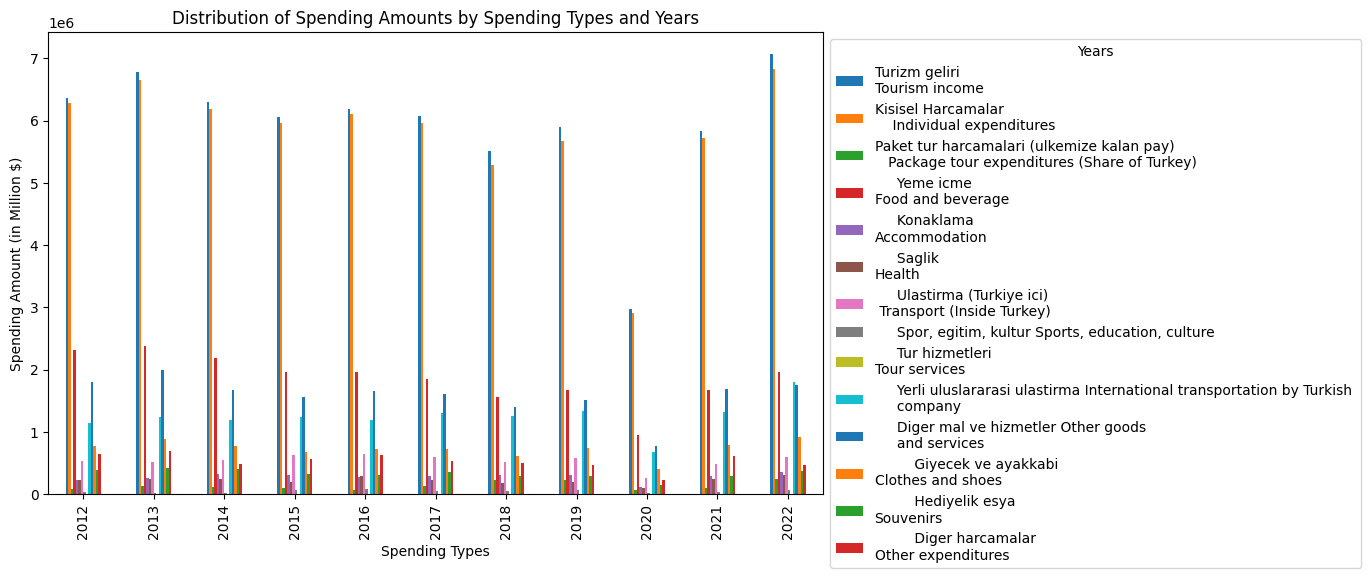 Distribution of Spending Amounts by Spending Types and Years
1e6
7
6
5
4
3
2
1
0
Spending Amount (in Million $)
2012
2013
2014
2015
2016
2017
2018
2019
2020
2021
2022
Spending Types
Years
Turizm geliri
Tourism income
Kisisel Harcamalar
Individual expenditures
Paket tur harcamalari (ulkemize kalan pay)
Package tour expenditures (Share of Turkey)
Yeme icme
Food and beverage
Konaklama
Accommodation
Saglik
Health
Ulastirma (Turkiye ici)
Transport (Inside Turkey)
Spor, egitim, kultur Sports, education, culture
Tur hizmetleri
Tour services
Yerli uluslararasi ulastirma International transportation by Turkish
company
Diger mal ve hizmetler Other goods
and services
Giyecek ve ayakkabi
Clothes and shoes
Hediyelik esya
Souvenirs
Diger harcamalar
Other expenditures